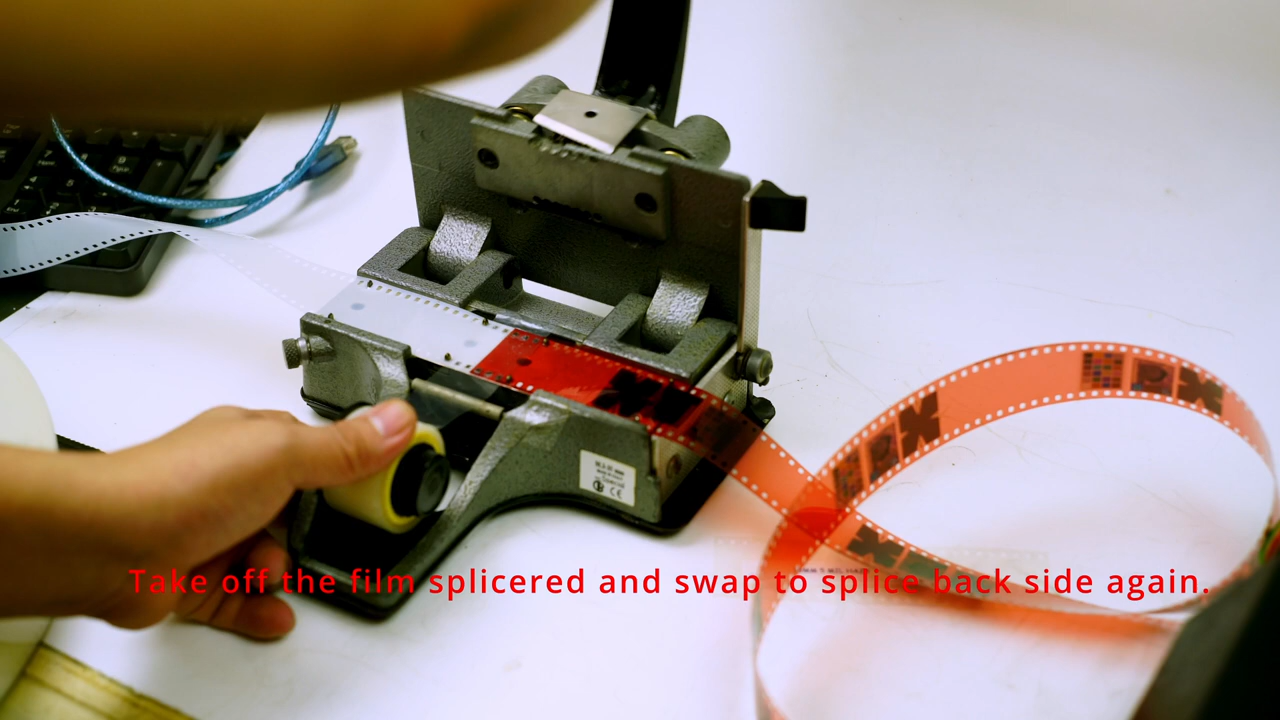 Take off the film splicered and swap to splice back side again.